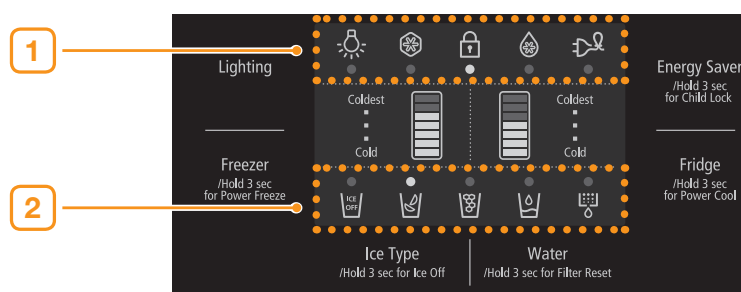 1
Lighting
Energy Saver
/Hold 3 sec
for Child Lock
Coldest
Cold
Coldest
Cold
Freezer
/Hold 3 sec
for Power Freeze
Fridge
/Hold 3 sec
for Power Cool
2
ICE
OFF
Ice Type
/Hold 3 sec for Ice Off
Water
/Hold 3 sec for Filter Reset